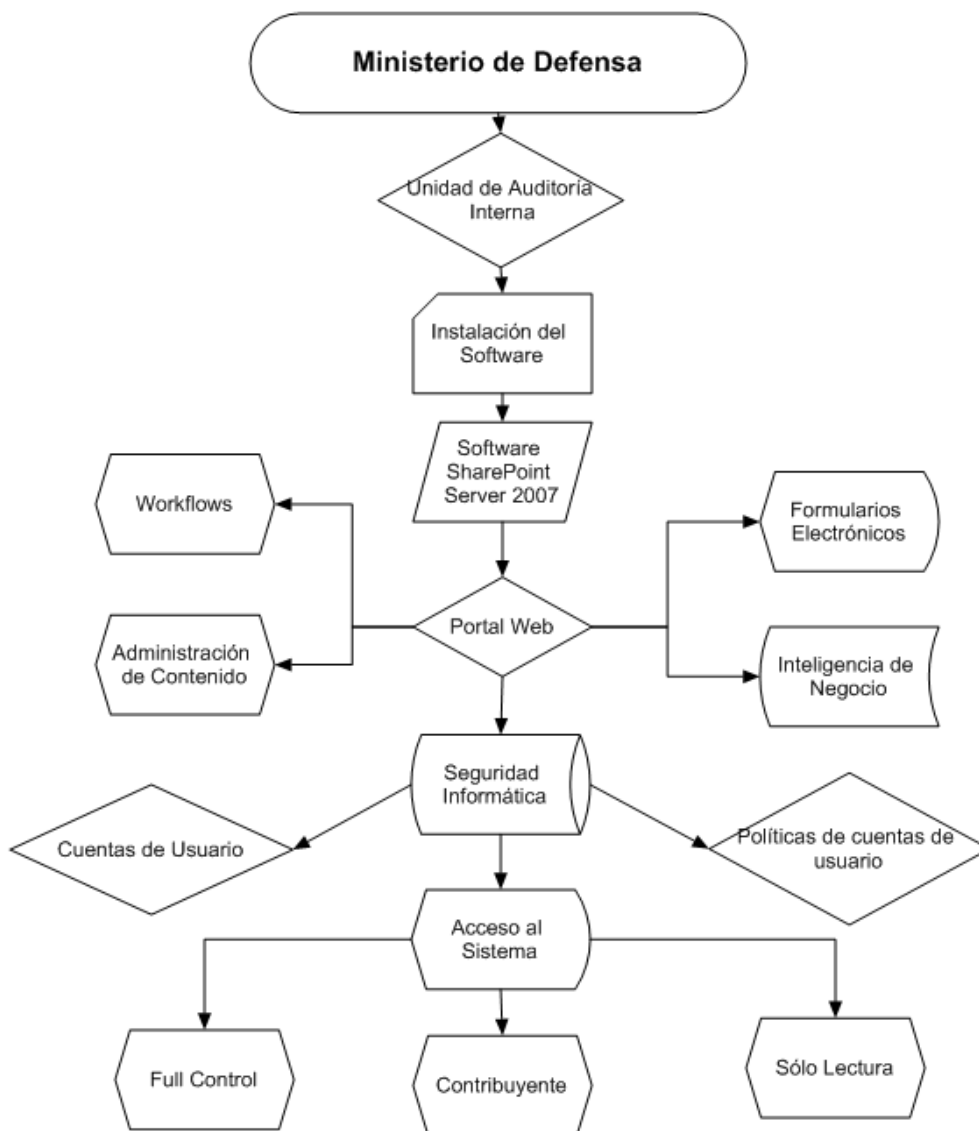 Ministerio de Defensa
Unidad de Auditoría
Interna
Instalación del
Software
Software
SharePoint
Server 2007
Workflows
Formularios
Electrónicos
Portal Web
Administración
de Contenido
Inteligencia de
Negocio
Seguridad
Informática
Cuentas de Usuario
Políticas de cuentas de
usuario
Acceso al
Sistema
Full Control
Contribuyente
Sólo Lectura